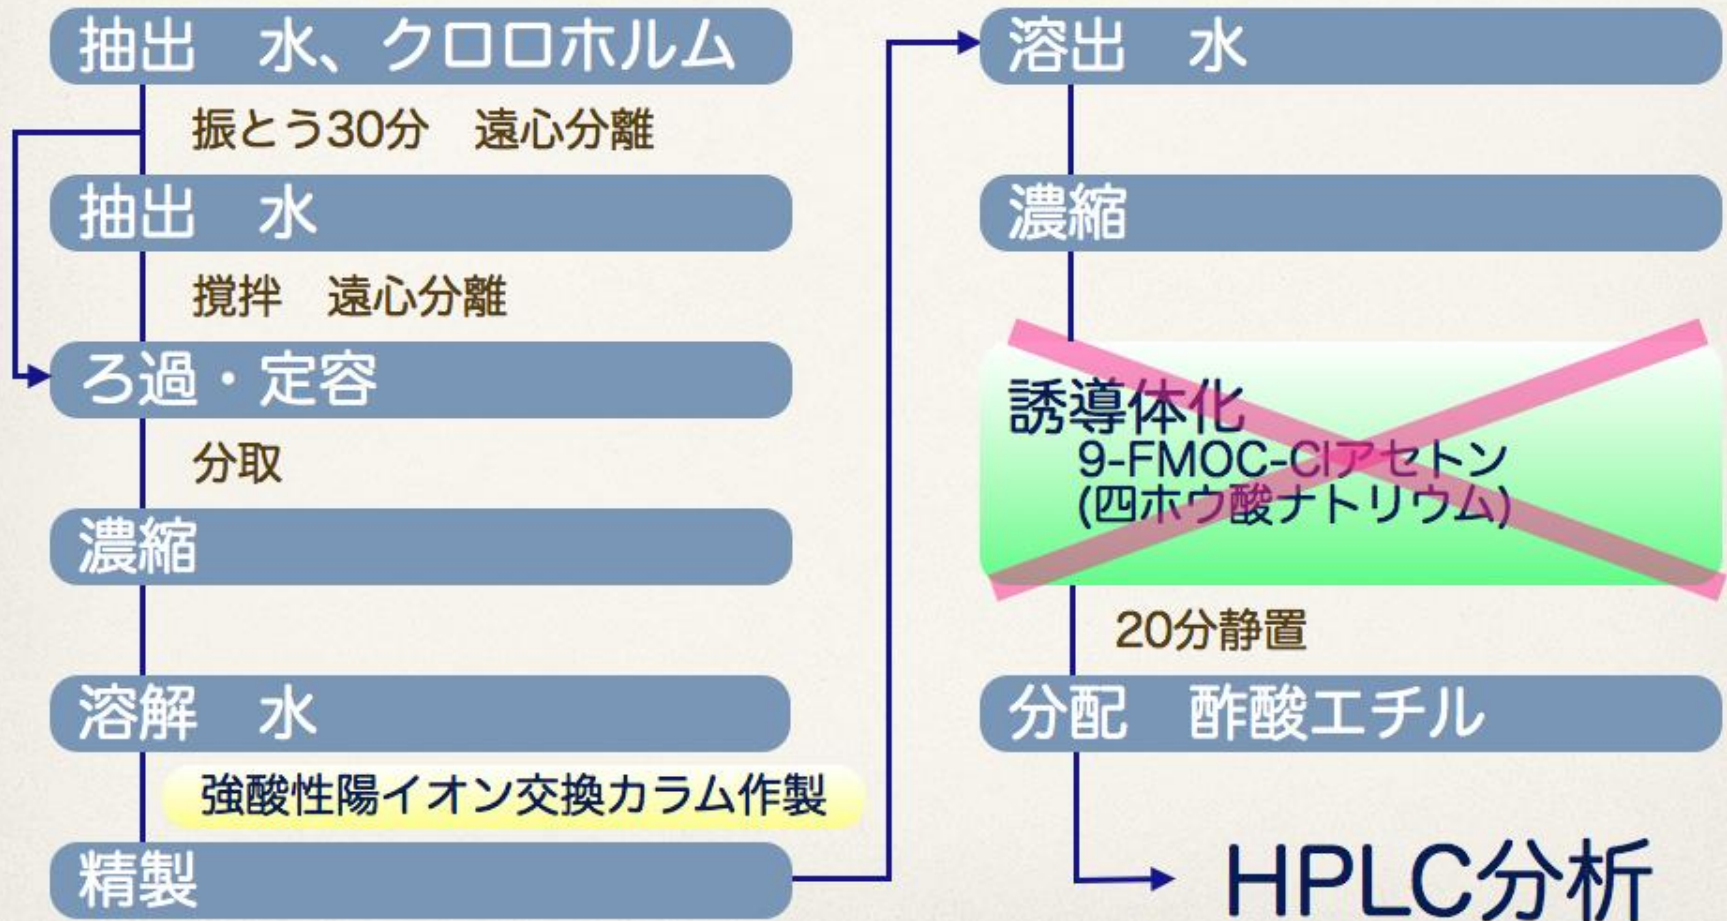 抽出　水、クロロホルム
振とう30分　遠心分離
抽出　水
撹拌　遠心分離
ろ過・定容
分取
濃縮
溶解　水
強酸性陽イオン交換カラム作製
精製
溶出　水
濃縮
誘導体化
9-FMOC-Clアセトン
(四ホウ酸ナトリウム)
20分静置
分配　酢酸エチル
HPLC分析